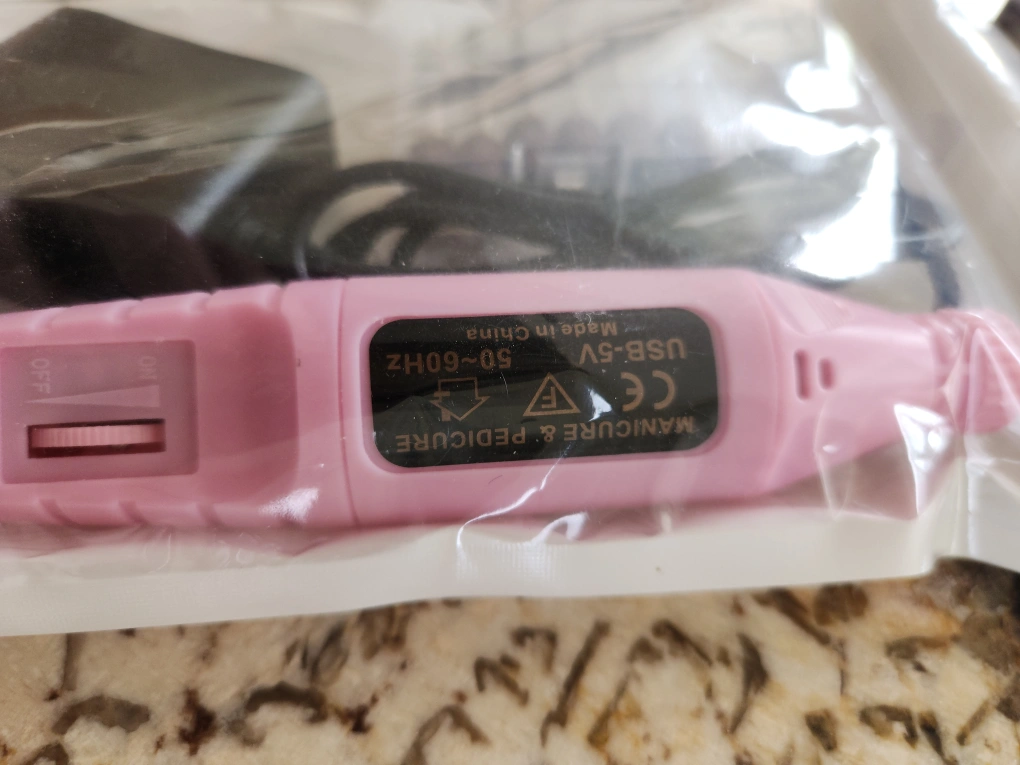 MANICURE & PEDICURE
CE F
USB-5V 50~60Hz
Made in China
OFF ON